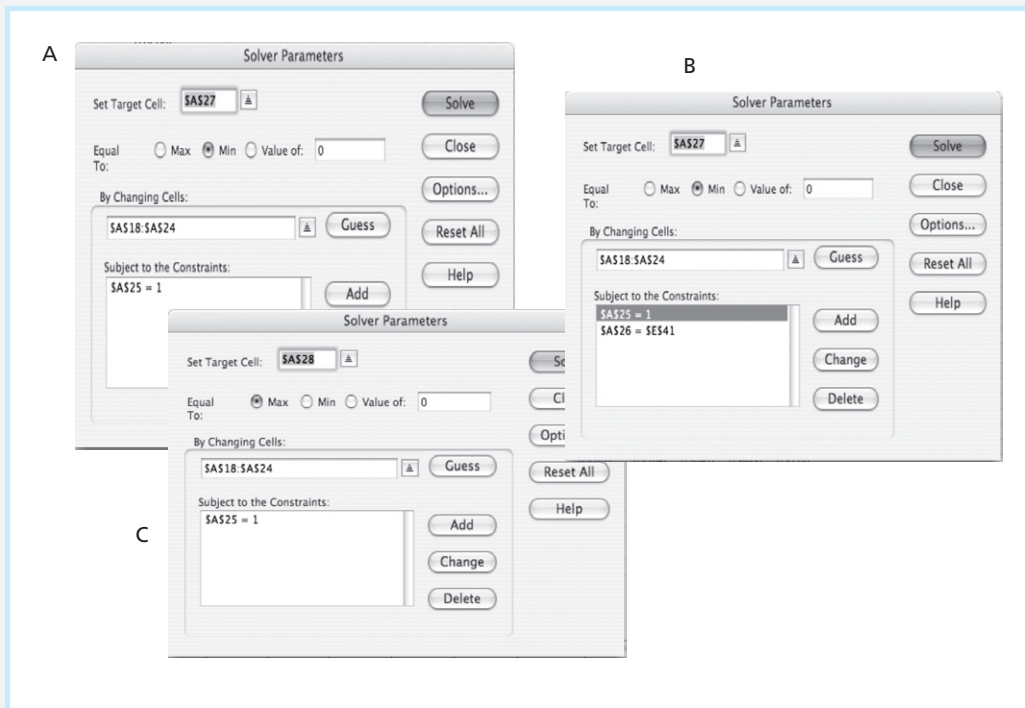 A
Solver Parameters
Set Target Cell: $A$27
Solve
Equal To: Max Min Value of: 0
Close
By Changing Cells:
Options...
$A$18:$A$24 Guess
Reset All
Subject to the Constraints:
Help
$A$25 = 1
Add
B
Solver Parameters
Set Target Cell: $A$27
Solve
Equal To: Max Min Value of: 0
Close
By Changing Cells:
Options...
$A$18:$A$24 Guess
Reset All
Subject to the Constraints:
Help
$A$25 = 1
Add
$A$26 = $E$41
Change
Delete
C
Solver Parameters
Set Target Cell: $A$28
So
Equal To: Max Min Value of: 0
Cl
By Changing Cells:
Opti
$A$18:$A$24 Guess
Reset All
Subject to the Constraints:
Help
$A$25 = 1
Add
Change
Delete